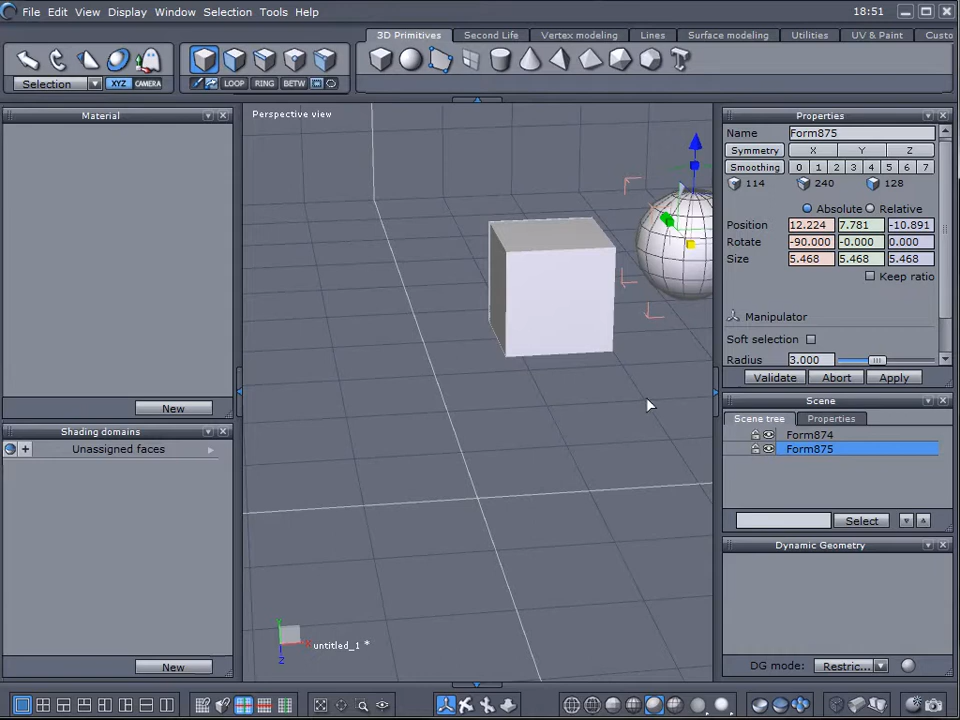 File Edit View Display Window Selection Tools Help 18:51
3D Primitives Second Life Vertex modeling Lines Surface modeling Utilities UV & Paint Custo
Selection XYZ CAMERA LOOP RING BETW
Material
New
Shading domains
Unassigned faces
New
Perspective view
Y
X
Z
untitled_1 *
Properties
Name Form875
Symmetry X Y Z
Smoothing 0 1 2 3 4 5 6 7
114 240 128
Absolute Relative
Position 12.224 7.781 -10.891
Rotate -90.000 -0.000 0.000
Size 5.468 5.468 5.468
Keep ratio
Manipulator
Soft selection
Radius 3.000
Validate Abort Apply
Scene
Scene tree Properties
Form874
Form875
Select
Dynamic Geometry
DG mode: Restric...